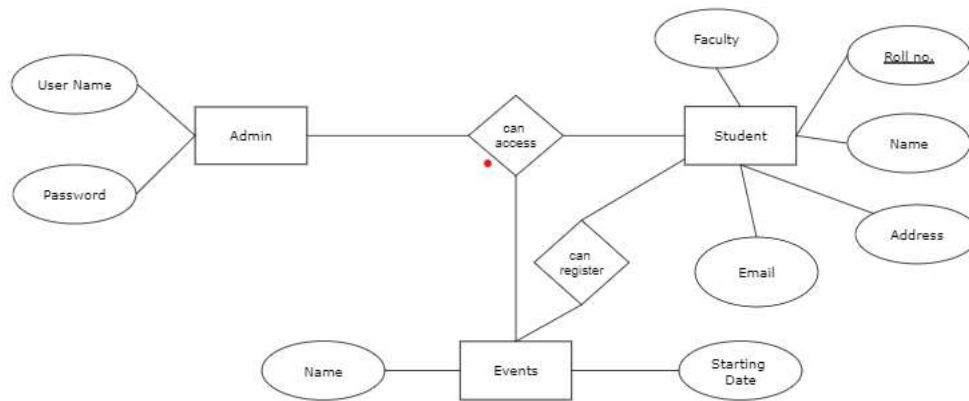 Faculty
Roll no.
User Name
can
access
Admin
Student
Name
Password
Address
can
register
Email
Name
Events
Starting
Date